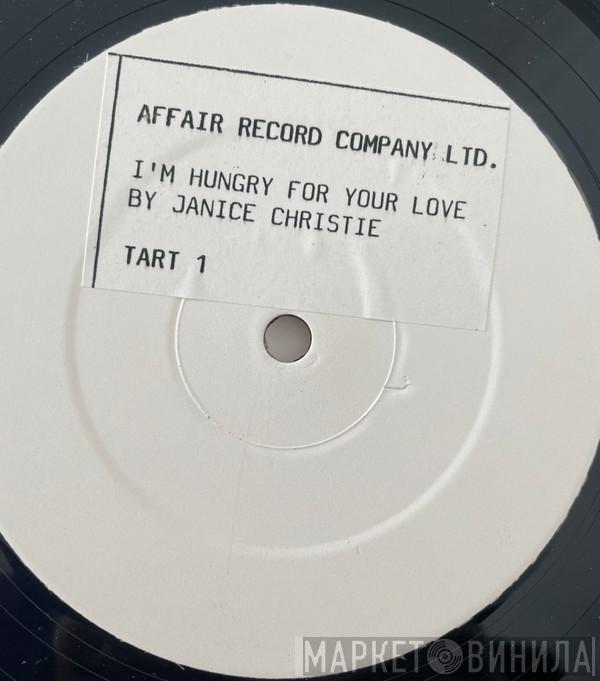 AFFAIR RECORD COMPANY LTD.
I'M HUNGRY FOR YOUR LOVE
BY JANICE CHRISTIE
TART 1
МАРКЕТ ВИНИЛА